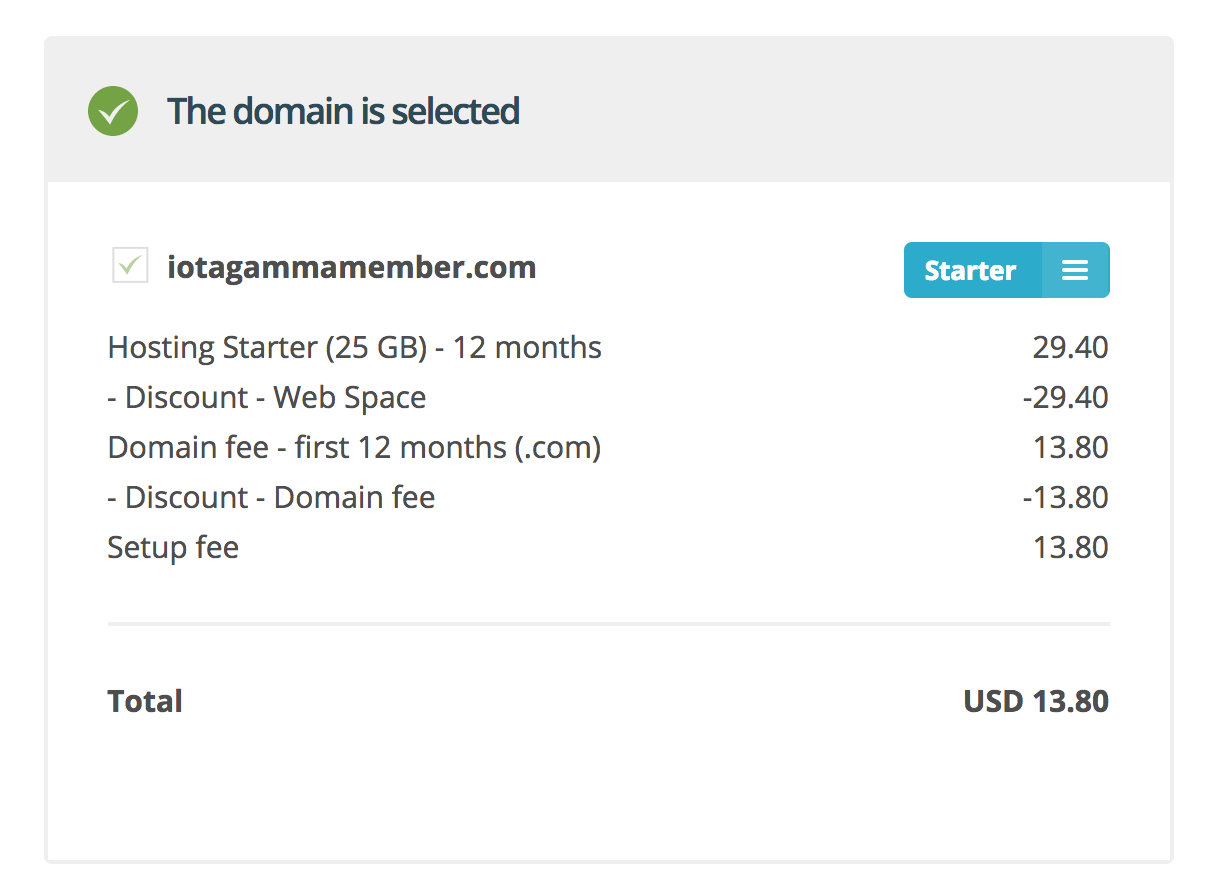 The domain is selected
iotagammamember.com Starter
Hosting Starter (25 GB) - 12 months 29.40
- Discount - Web Space -29.40
Domain fee - first 12 months (.com) 13.80
- Discount - Domain fee -13.80
Setup fee 13.80
Total USD 13.80